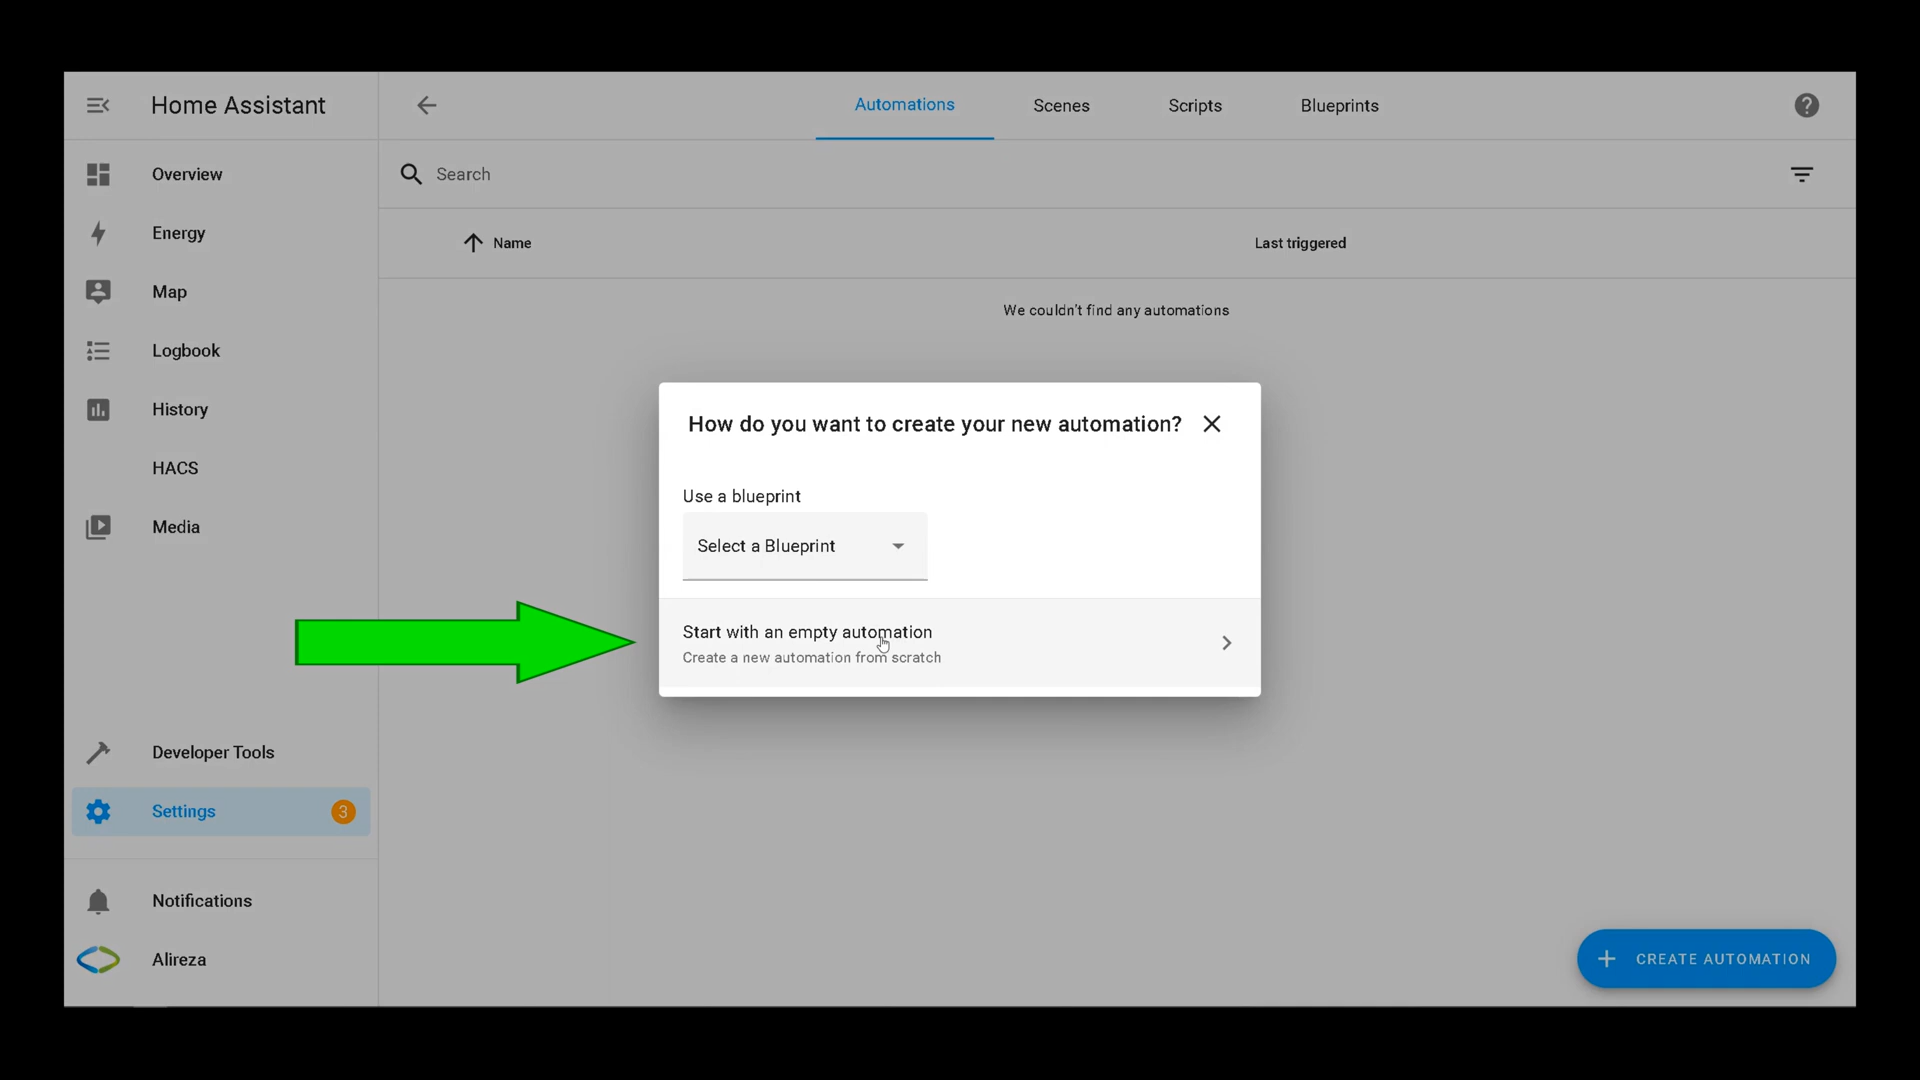 Home Assistant
Automations
Scenes
Scripts
Blueprints
Overview
Search
Energy
Name
Last triggered
Map
We couldn't find any automations
Logbook
History
HACS
Media
How do you want to create your new automation?
Use a blueprint
Select a Blueprint
Start with an empty automation
Create a new automation from scratch
Developer Tools
Settings
3
Notifications
Alireza
CREATE AUTOMATION